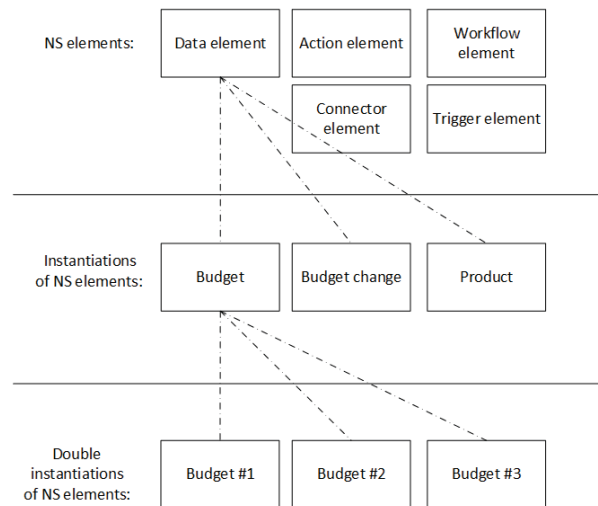 NS elements:
Data element
Action element
Workflow
element
Connector
element
Trigger element
Instantiations
of NS elements:
Budget
Budget change
Product
Double
instantiations
of NS elements:
Budget #1
Budget #2
Budget #3